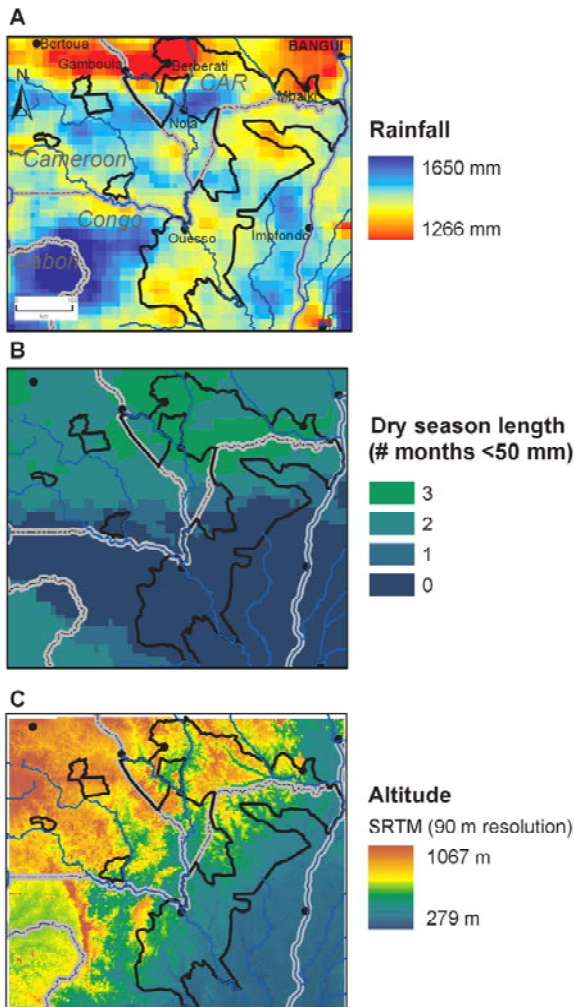 A
Bertoua
BANGUI
Gamboula
Berberati
N
CAR
Mbaiki
Nola
Cameroon
Congo
Ouesso
Impfondo
Gabon
km
Rainfall
1650 mm
1266 mm
B
Dry season length
(# months <50 mm)
3
2
1
0
C
Altitude
SRTM (90 m resolution)
1067 m
279 m